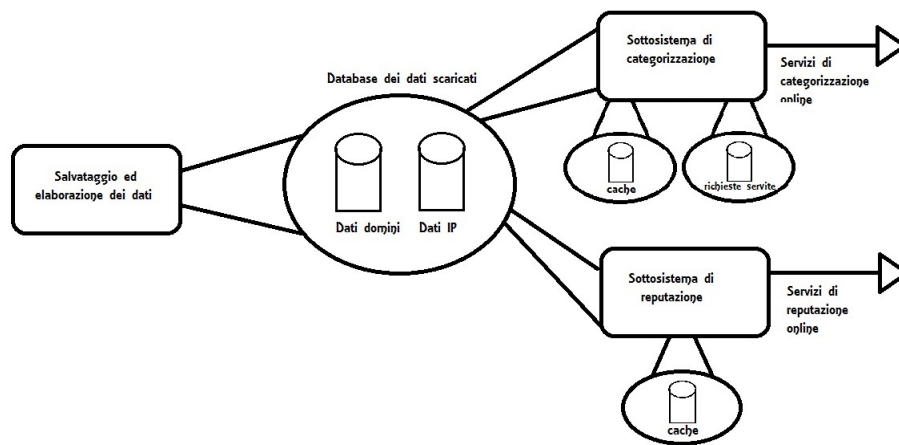 Database dei dati scaricati
Salvataggio ed
elaborazione dei dati
Dati domini
Dati IP
Sottosistema di
categorizzazione
Servizi di
categorizzazione
online
cache
richieste servite
Sottosistema di
reputazione
Servizi di
reputazione
online
cache